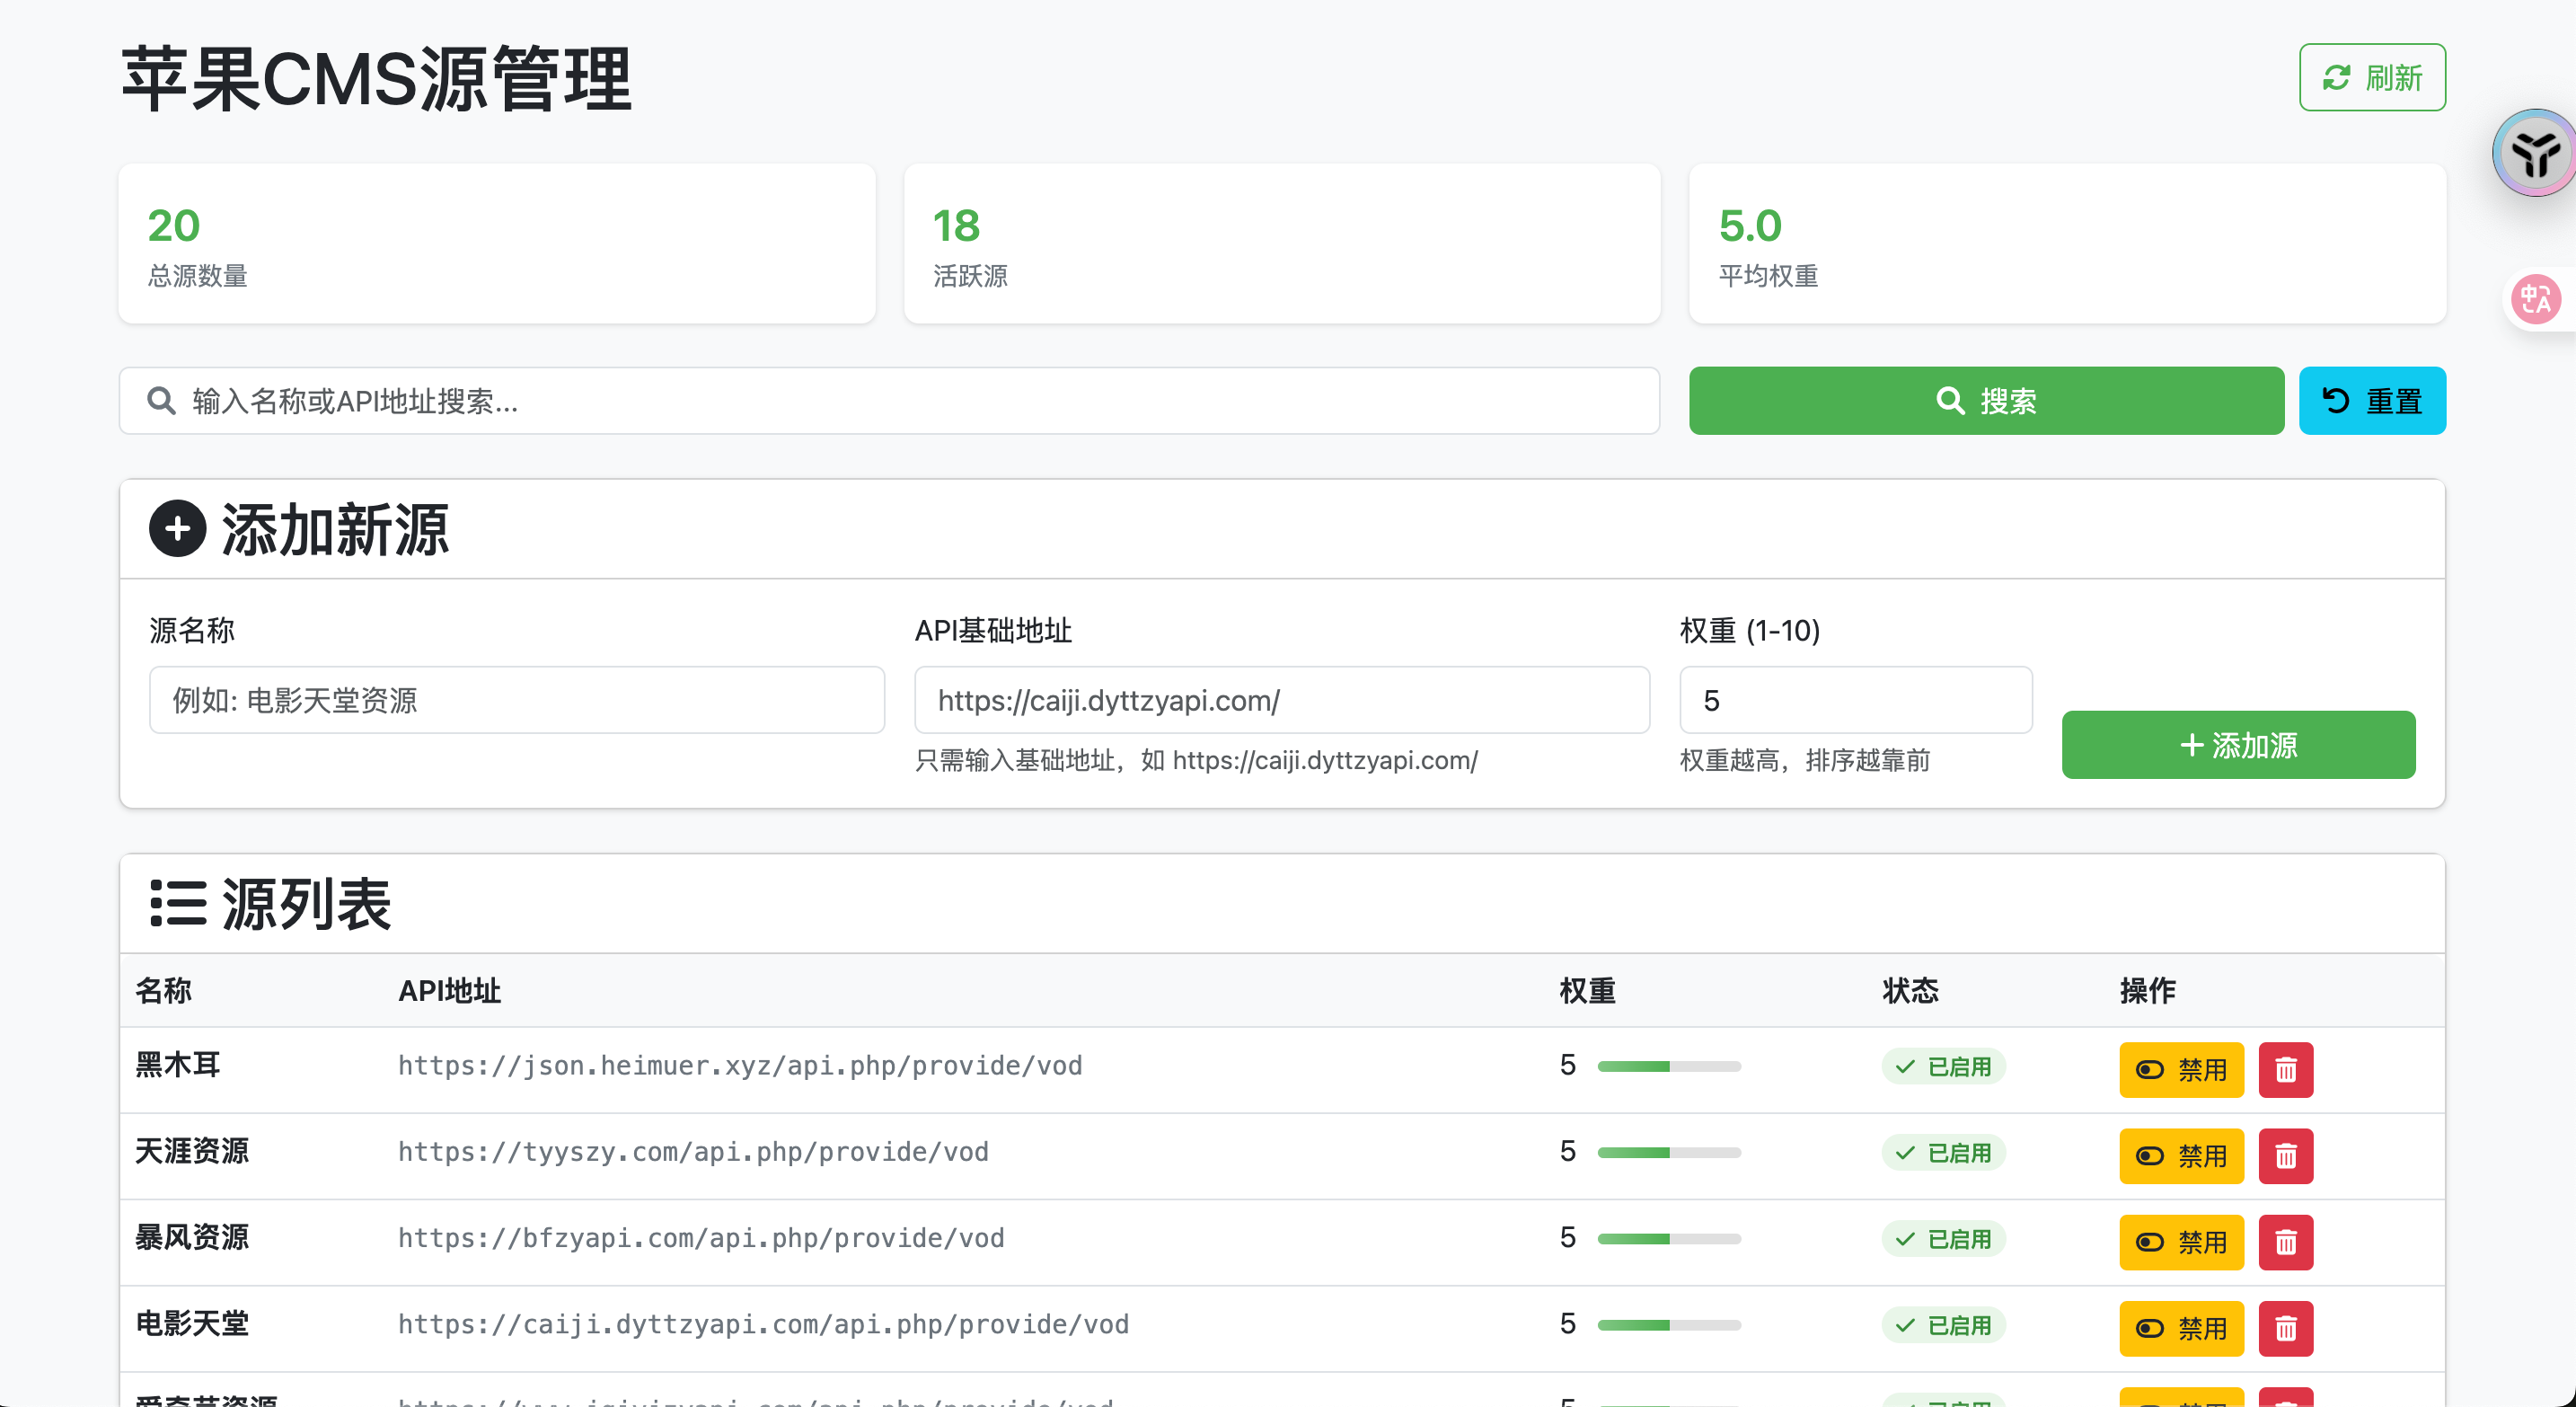 苹果CMS源管理
刷新
20
总源数量
18
活跃源
5.0
平均权重
输入名称或API地址搜索...
搜索
重置
添加新源
源名称
API基础地址
权重 (1-10)
例如: 电影天堂资源
https://caiji.dyttzyapi.com/
5
只需输入基础地址，如 https://caiji.dyttzyapi.com/
权重越高，排序越靠前
添加源
源列表
名称 API地址 权重 状态 操作
黑木耳 https://json.heimuer.xyz/api.php/provide/vod 5 已启用 禁用
天涯资源 https://tyyszy.com/api.php/provide/vod 5 已启用 禁用
暴风资源 https://bfzyapi.com/api.php/provide/vod 5 已启用 禁用
电影天堂 https://caiji.dyttzyapi.com/api.php/provide/vod 5 已启用 禁用
中A